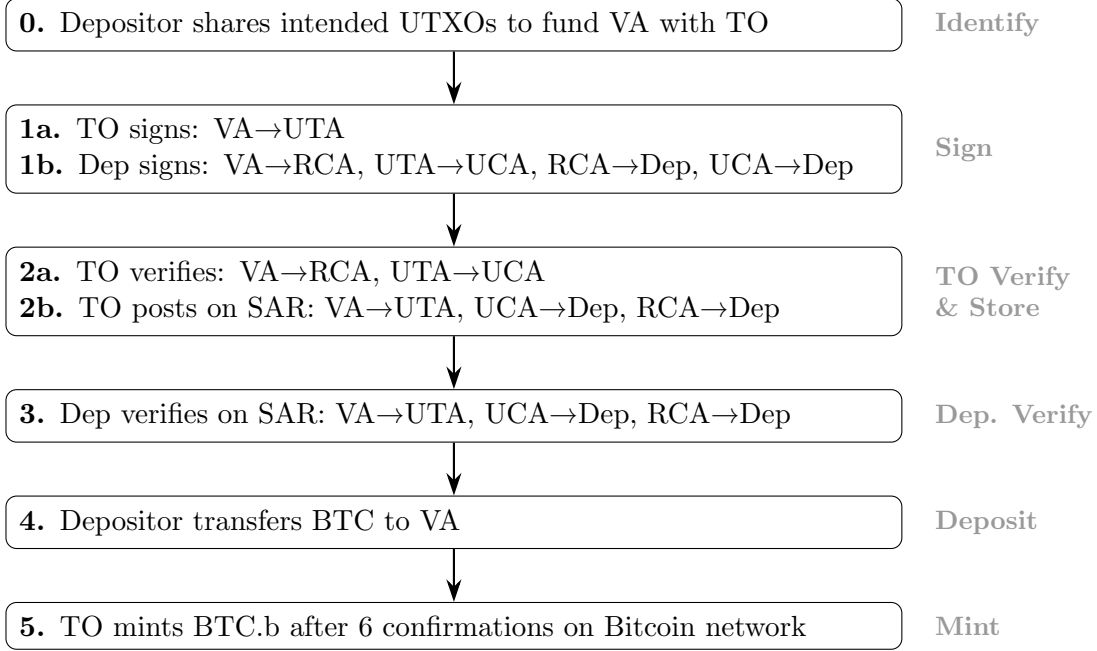 0. Depositor shares intended UTXOs to fund VA with TO
Identify
1a. TO signs: VA→UTA
1b. Dep signs: VA→RCA, UTA→UCA, RCA→Dep, UCA→Dep
Sign
2a. TO verifies: VA→RCA, UTA→UCA
2b. TO posts on SAR: VA→UTA, UCA→Dep, RCA→Dep
TO Verify
& Store
3. Dep verifies on SAR: VA→UTA, UCA→Dep, RCA→Dep
Dep. Verify
4. Depositor transfers BTC to VA
Deposit
5. TO mints BTC.b after 6 confirmations on Bitcoin network
Mint